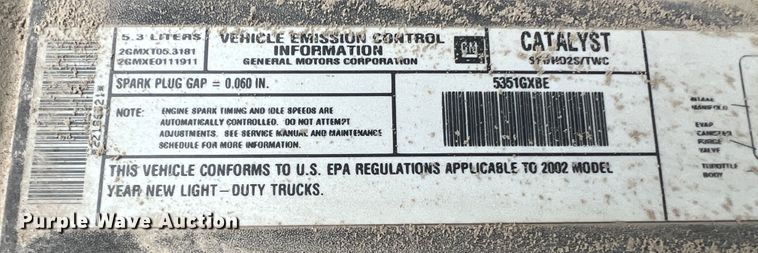 5.3 LITERS
2GMXT05.3181
2GMXE0111911
VEHICLE EMISSION CONTROL
INFORMATION
GENERAL MOTORS CORPORATION
GM
CATALYST
SPARK PLUG GAP = 0.060 IN.
5351GXBE
NOTE: ENGINE SPARK TIMING AND IDLE SPEEDS ARE
AUTOMATICALLY CONTROLLED. DO NOT ATTEMPT
ADJUSTMENTS. SEE SERVICE MANUAL AND MAINTENANCE
SCHEDULE FOR MORE INFORMATION.
THIS VEHICLE CONFORMS TO U.S. EPA REGULATIONS APPLICABLE TO 2002 MODEL
YEAR NEW LIGHT-DUTY TRUCKS.
INTAKE
MANIFOLD
EVAP
CANISTER
PURGE
VALVE
THROTTLE
BODY
Purple Wave Auction